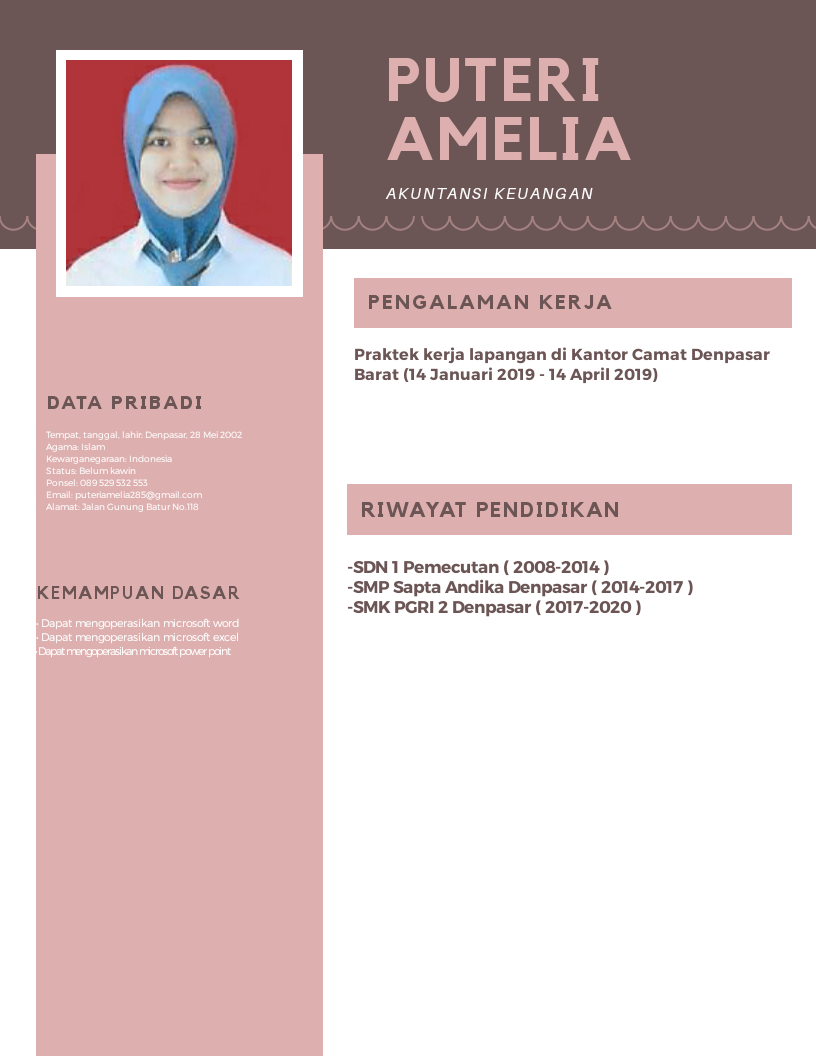 PUTERI
AMELIA
AKUNTANSI KEUANGAN
PENGALAMAN KERJA
Praktek kerja lapangan di Kantor Camat Denpasar
Barat (14 Januari 2019 - 14 April 2019)
DATA PRIBADI
Tempat, tanggal, lahir: Denpasar, 28 Mei 2002
Agama: Islam
Kewarganegaraan: Indonesia
Status: Belum kawin
Ponsel: 089 529 532 553
Email: puteriamelia285@gmail.com
Alamat: Jalan Gunung Batur No.118
RIWAYAT PENDIDIKAN
-SDN 1 Pemecutan ( 2008-2014 )
-SMP Sapta Andika Denpasar ( 2014-2017 )
-SMK PGRI 2 Denpasar ( 2017-2020 )
KEMAMPUAN DASAR
• Dapat mengoperasikan microsoft word
• Dapat mengoperasikan microsoft excel
• Dapat mengoperasikan microsoft power point